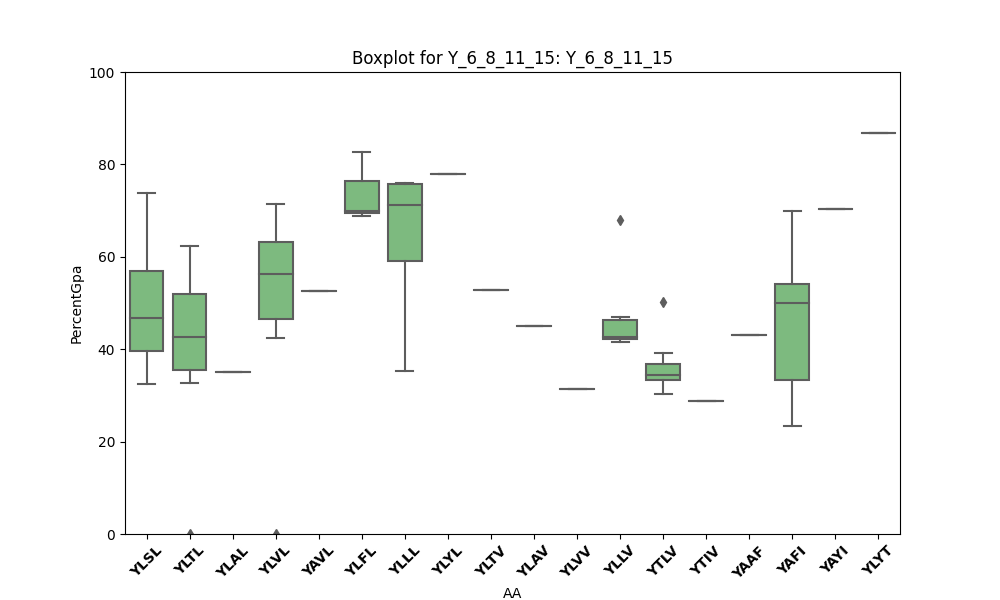 Boxplot for Y_6_8_11_15: Y_6_8_11_15
100
80
60
40
20
0
PercentGpa
YLSL YLTL YLAL YLVL YAVL YLFL YLLL YLYL YLTV YLAV YLVV YLLV YTLV YTIV YAAF YAFI YAYI YLYT
AA